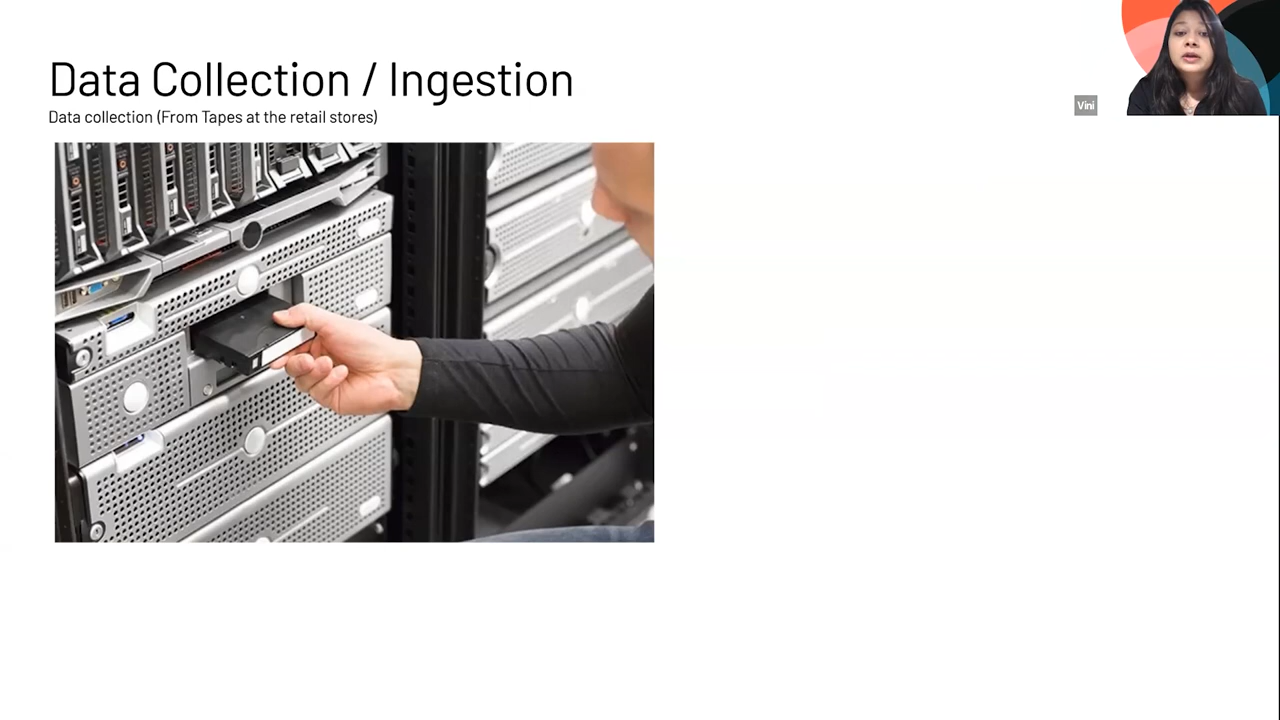 Data Collection / Ingestion
Data collection (From Tapes at the retail stores)
Vini